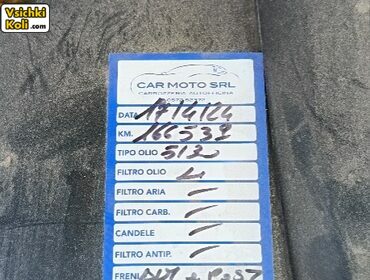 Vsichki
Koli.com
CAR MOTO SRL
CARROZZERIA AUTOFFICINA
DATA 17/4/24
KM. 166532
TIPO OLIO 5/30
FILTRO OLIO
FILTRO ARIA –
FILTRO CARB. –
CANDELE –
FILTRO ANTIP. –
FRENI ANT + POST